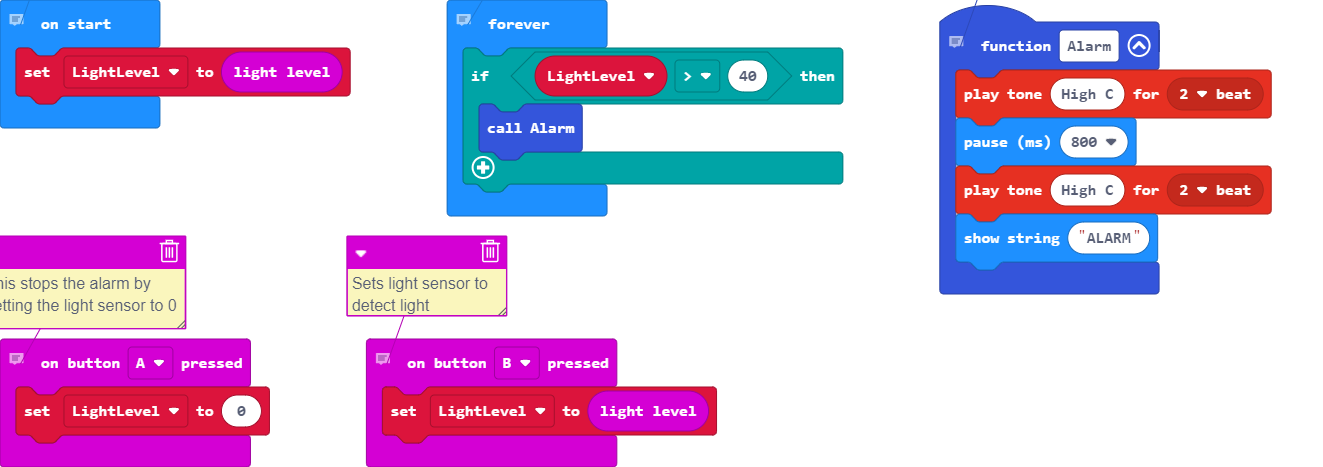 on start
set LightLevel to light level
forever
if LightLevel > 40 then
call Alarm
function Alarm
play tone High C for 2 beat
pause (ms) 800
play tone High C for 2 beat
show string "ALARM"
his stops the alarm by
etting the light sensor to 0
on button A pressed
set LightLevel to 0
Sets light sensor to
detect light
on button B pressed
set LightLevel to light level